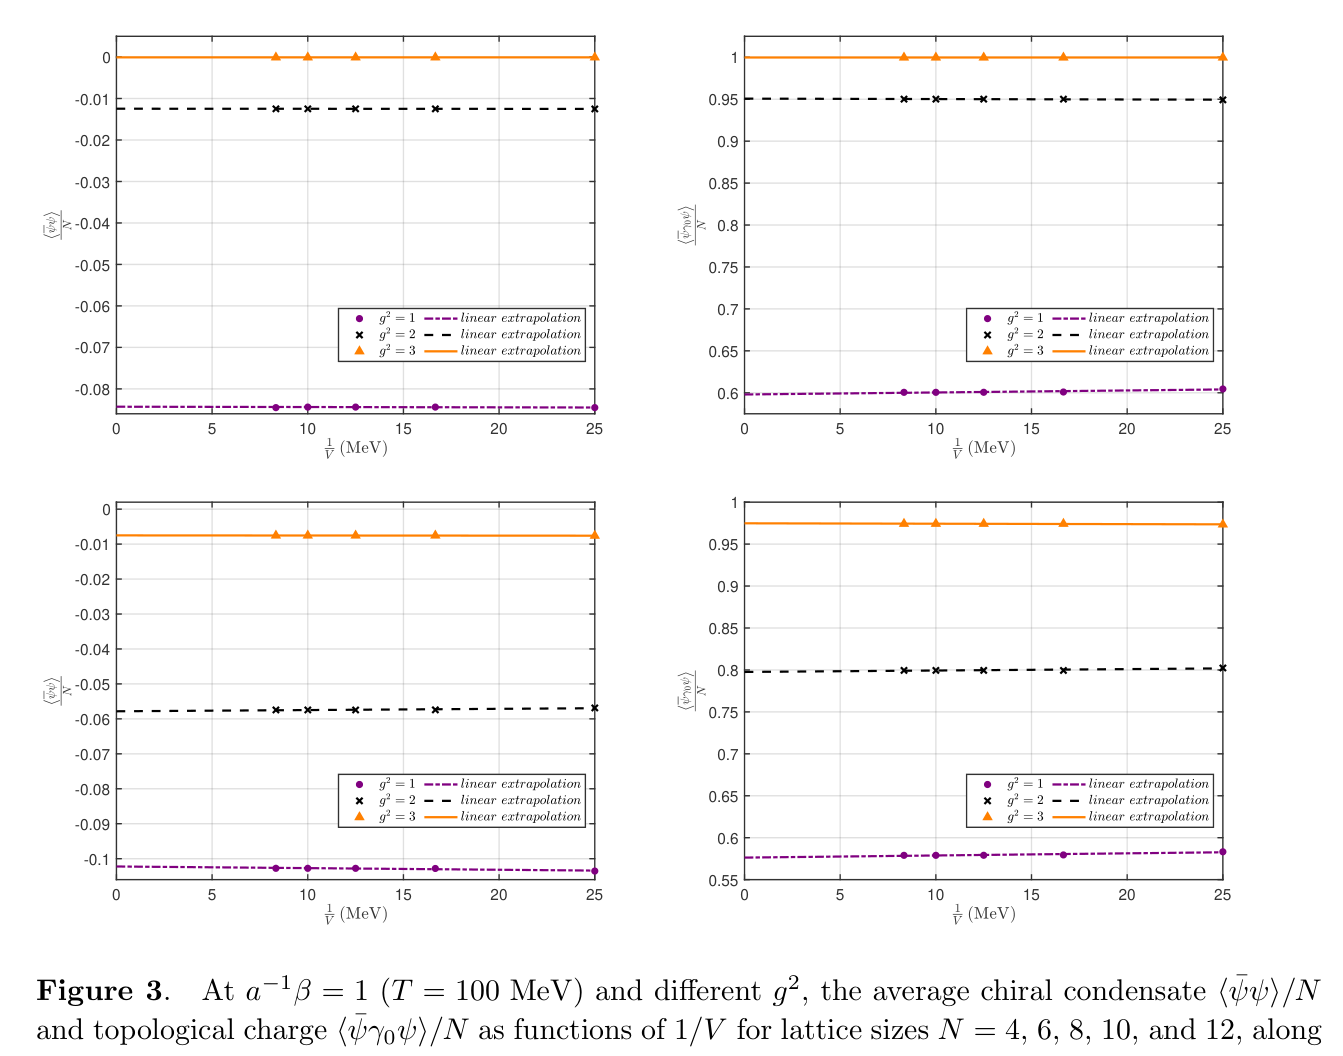 0
-0.01
-0.02
-0.03
-0.04
-0.05
-0.06
-0.07
-0.08
⟨ψ̄ψ⟩/N
g² = 1 linear extrapolation
g² = 2 linear extrapolation
g² = 3 linear extrapolation
0 5 10 15 20 25
1/V (MeV)
1
0.95
0.9
0.85
0.8
0.75
0.7
0.65
0.6
⟨ψ̄γ₀ψ⟩/N
g² = 1 linear extrapolation
g² = 2 linear extrapolation
g² = 3 linear extrapolation
0 5 10 15 20 25
1/V (MeV)
0
-0.01
-0.02
-0.03
-0.04
-0.05
-0.06
-0.07
-0.08
-0.09
-0.1
⟨ψ̄ψ⟩/N
g² = 1 linear extrapolation
g² = 2 linear extrapolation
g² = 3 linear extrapolation
0 5 10 15 20 25
1/V (MeV)
1
0.95
0.9
0.85
0.8
0.75
0.7
0.65
0.6
0.55
⟨ψ̄γ₀ψ⟩/N
g² = 1 linear extrapolation
g² = 2 linear extrapolation
g² = 3 linear extrapolation
0 5 10 15 20 25
1/V (MeV)
Figure 3. At a⁻¹β = 1 (T = 100 MeV) and different g², the average chiral condensate ⟨ψ̄ψ⟩/N
and topological charge ⟨ψ̄γ₀ψ⟩/N as functions of 1/V for lattice sizes N = 4, 6, 8, 10, and 12, along